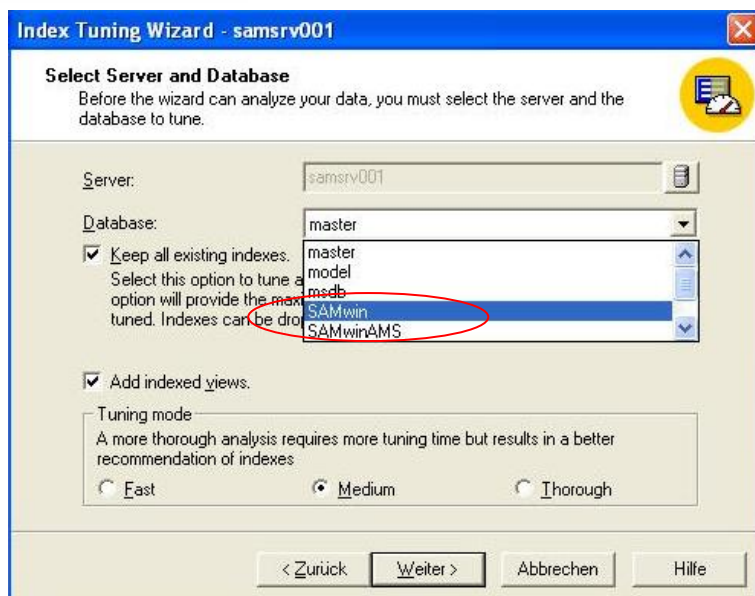 Index Tuning Wizard - samsrv001
Select Server and Database
Before the wizard can analyze your data, you must select the server and the
database to tune.
Server:
samsrv001
Database:
master
Keep all existing indexes.
master
Select this option to tune a
model
option will provide the maxi
msdb
tuned. Indexes can be drop
SAMwin
SAMwinAMS
Add indexed views.
Tuning mode
A more thorough analysis requires more tuning time but results in a better
recommendation of indexes
Fast
Medium
Thorough
< Zurück
Weiter >
Abbrechen
Hilfe